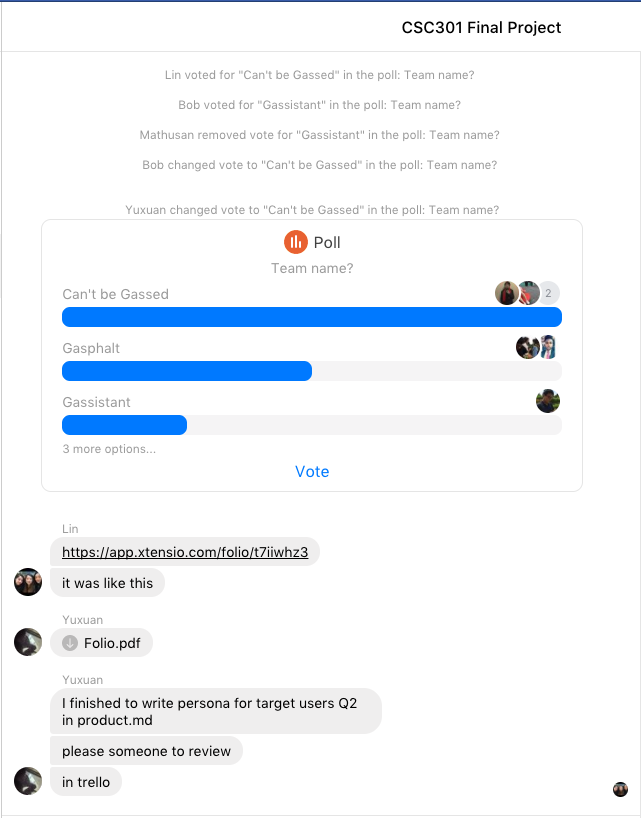 CSC301 Final Project
Lin voted for "Can't be Gassed" in the poll: Team name?
Bob voted for "Gassistant" in the poll: Team name?
Mathusan removed vote for "Gassistant" in the poll: Team name?
Bob changed vote to "Can't be Gassed" in the poll: Team name?
Yuxuan changed vote to "Can't be Gassed" in the poll: Team name?
Poll
Team name?
Can't be Gassed
2
Gasphalt
Gassistant
3 more options...
Vote
Lin
https://app.xtensio.com/folio/t7iiwhz3
it was like this
Yuxuan
Folio.pdf
Yuxuan
I finished to write persona for target users Q2
in product.md
please someone to review
in trello